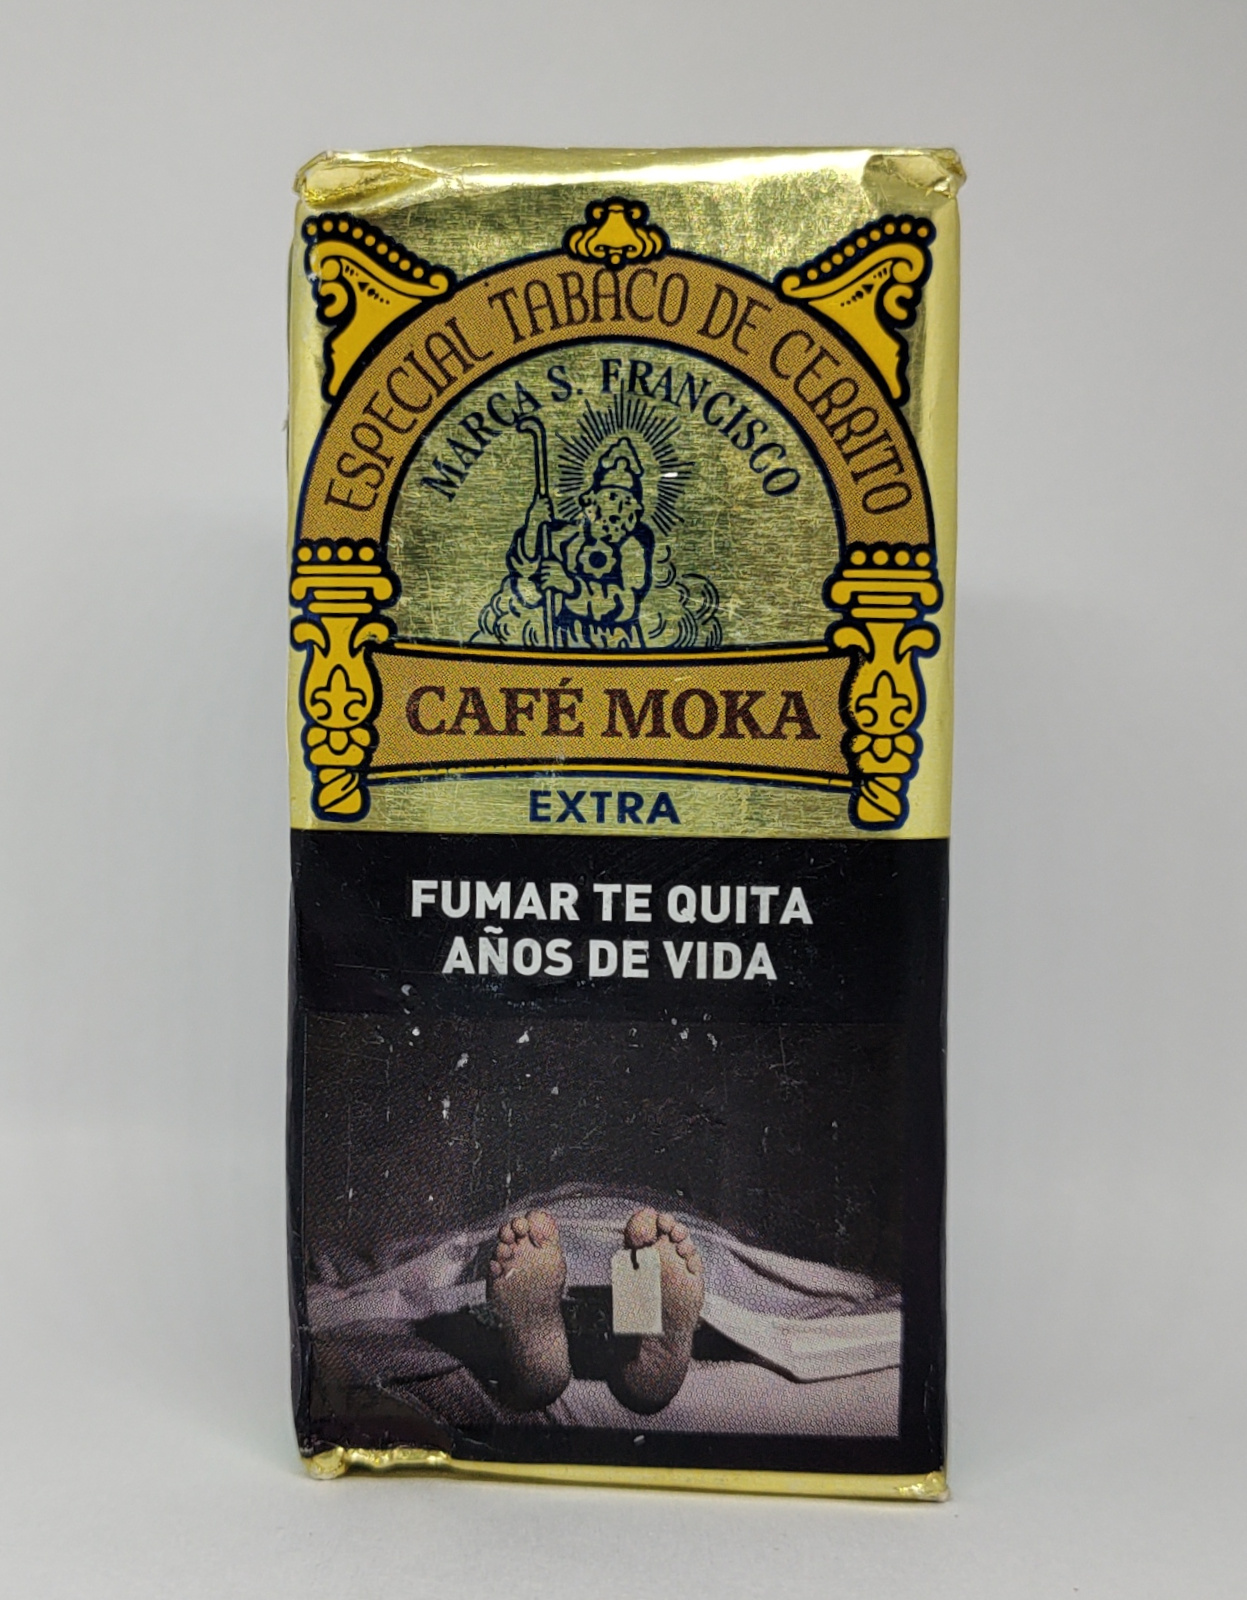 ESPECIAL TABACO DE CERRITO
MARCA S. FRANCISCO
CAFÉ MOKA
EXTRA
FUMAR TE QUITA
AÑOS DE VIDA